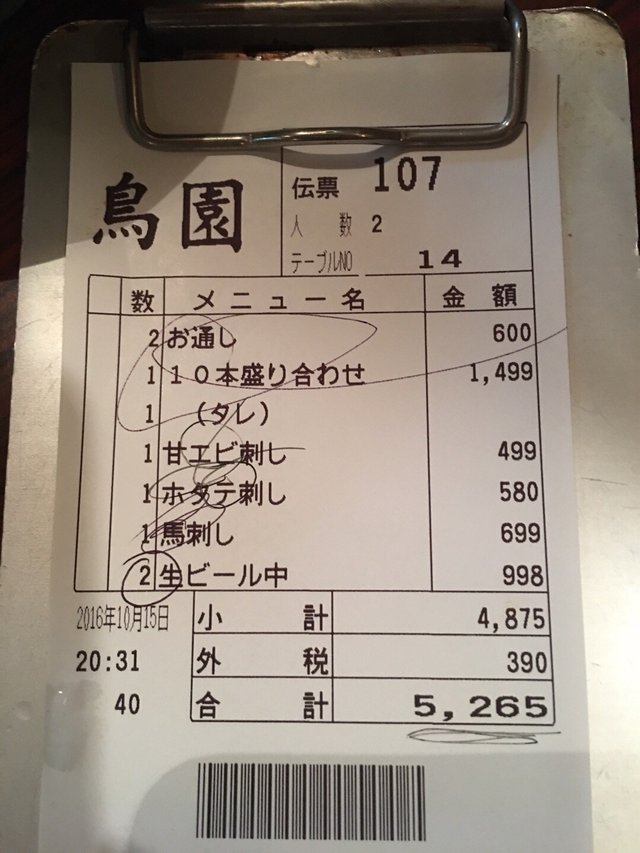 鳥園
伝票 107
人数 2
テーブルNO 14
数 メニュー名 金額
2 お通し 600
1 10本盛り合わせ 1,499
1 (タレ)
1 甘エビ刺し 499
1 ホタテ刺し 580
1 馬刺し 699
2 生ビール中 998
2016年10月15日 小計 4,875
20:31 外税 390
40 合計 5,265